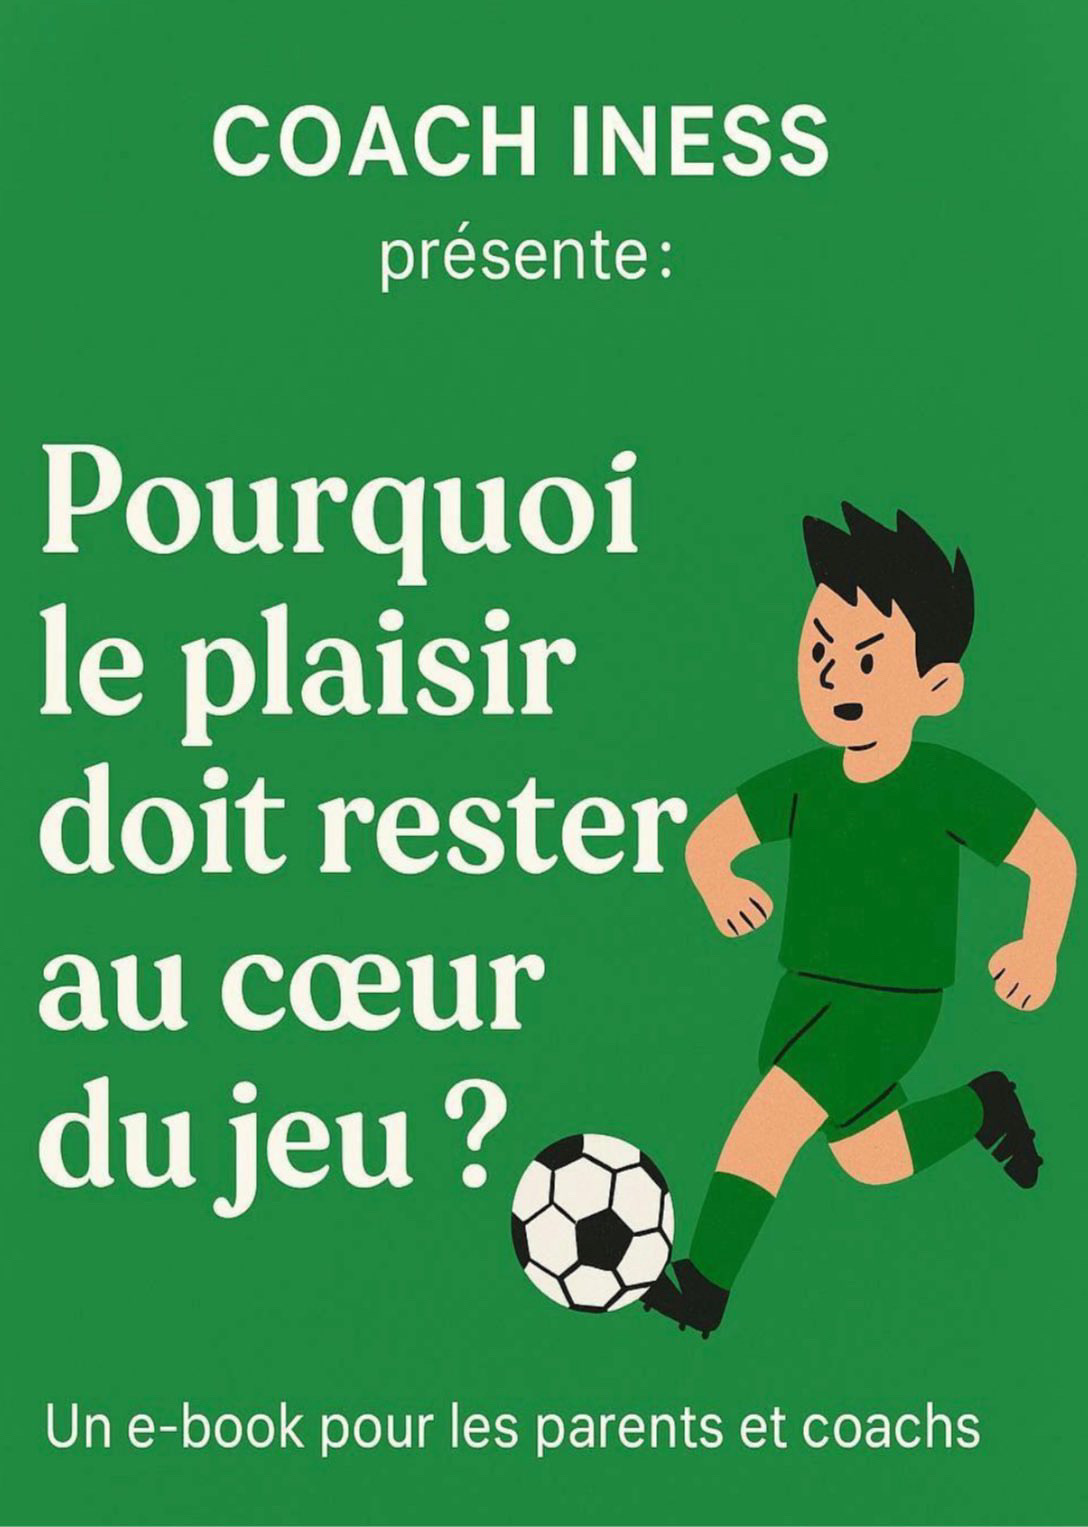 COACH INESS
présente :
Pourquoi
le plaisir
doit rester
au cœur
du jeu ?
Un e-book pour les parents et coachs